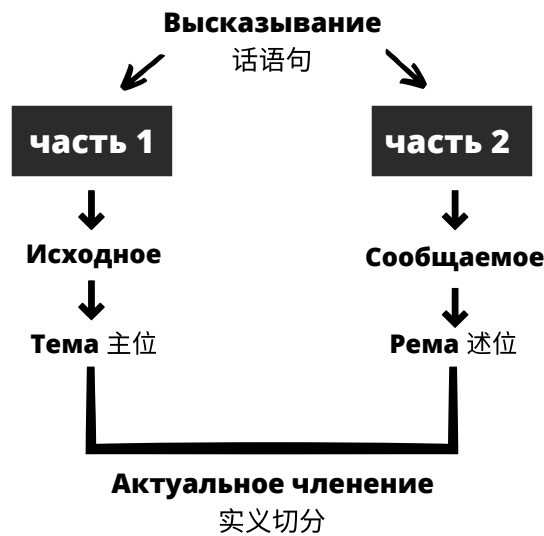 Высказывание
话语句
часть 1
часть 2
Исходное
Сообщаемое
Тема 主位
Рема 述位
Актуальное членение
实义切分